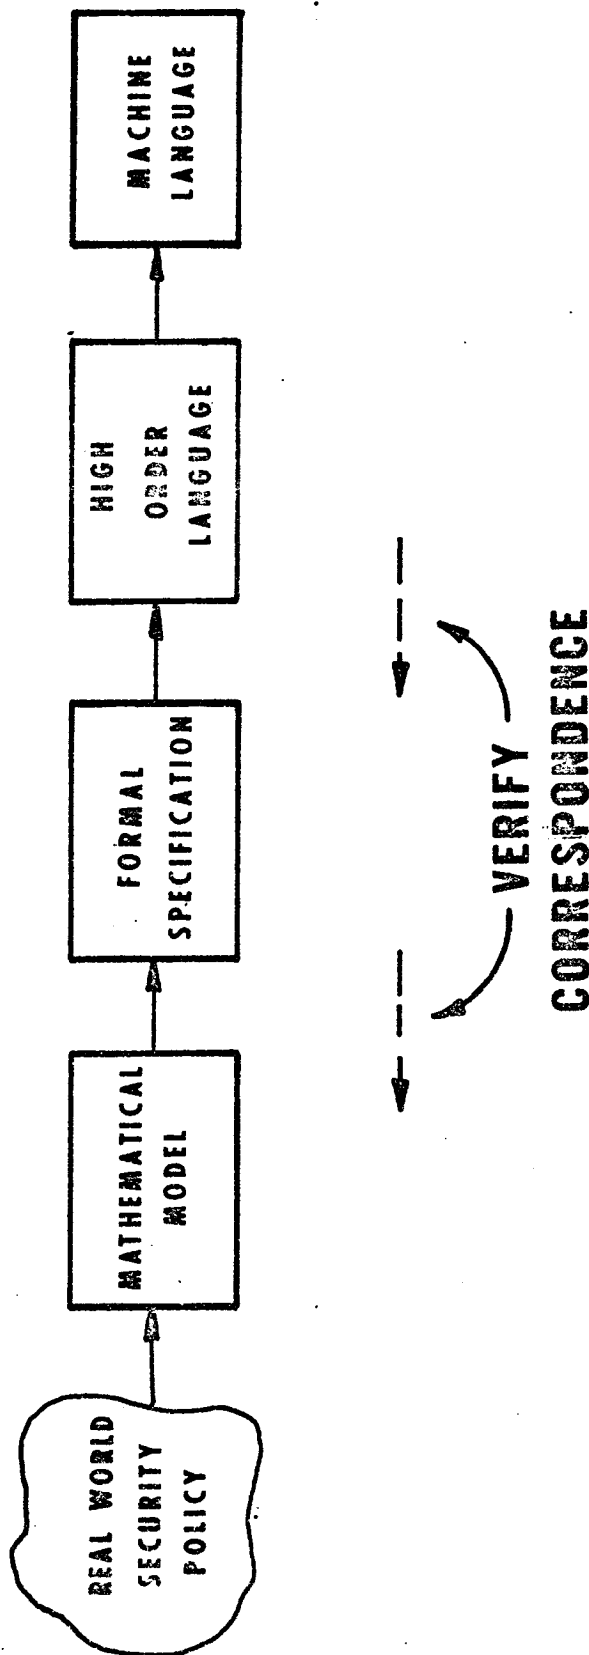 REAL WORLD
SECURITY
POLICY
MATHEMATICAL
MODEL
FORMAL
SPECIFICATION
HIGH
ORDER
LANGUAGE
MACHINE
LANGUAGE
VERIFY
CORRESPONDENCE